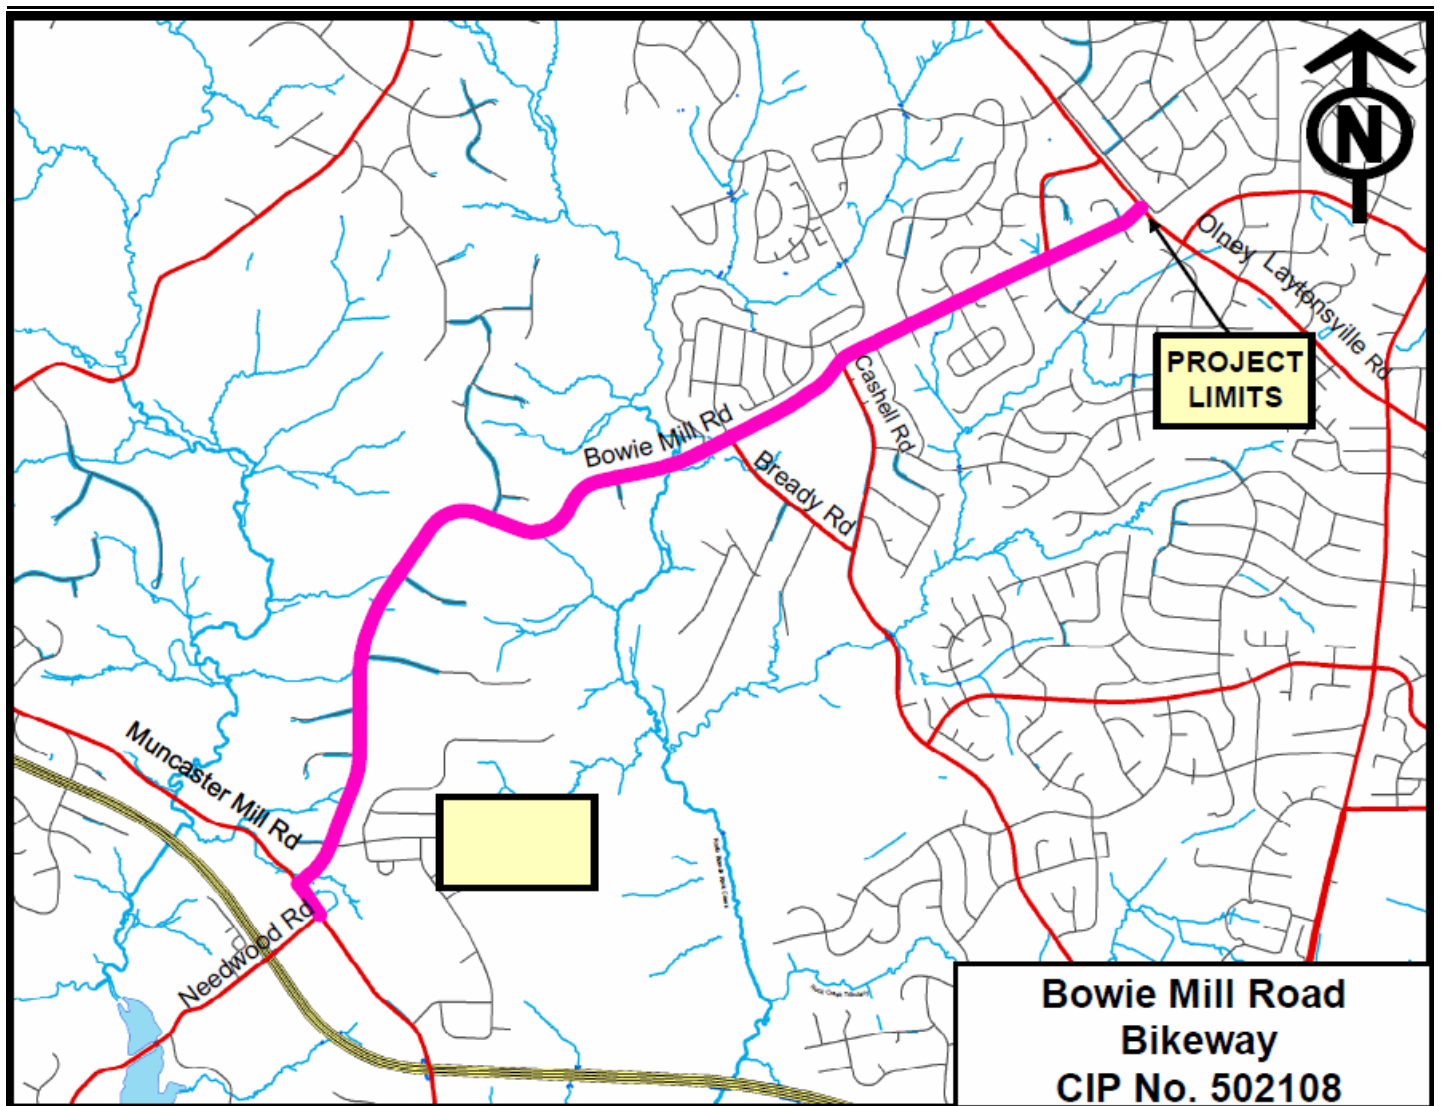 N
Olney Laytonsville Rd
PROJECT
LIMITS
Cashell Rd
Bowie Mill Rd
Bready Rd
Muncaster Mill Rd
Needwood Rd
Bowie Mill Road
Bikeway
CIP No. 502108